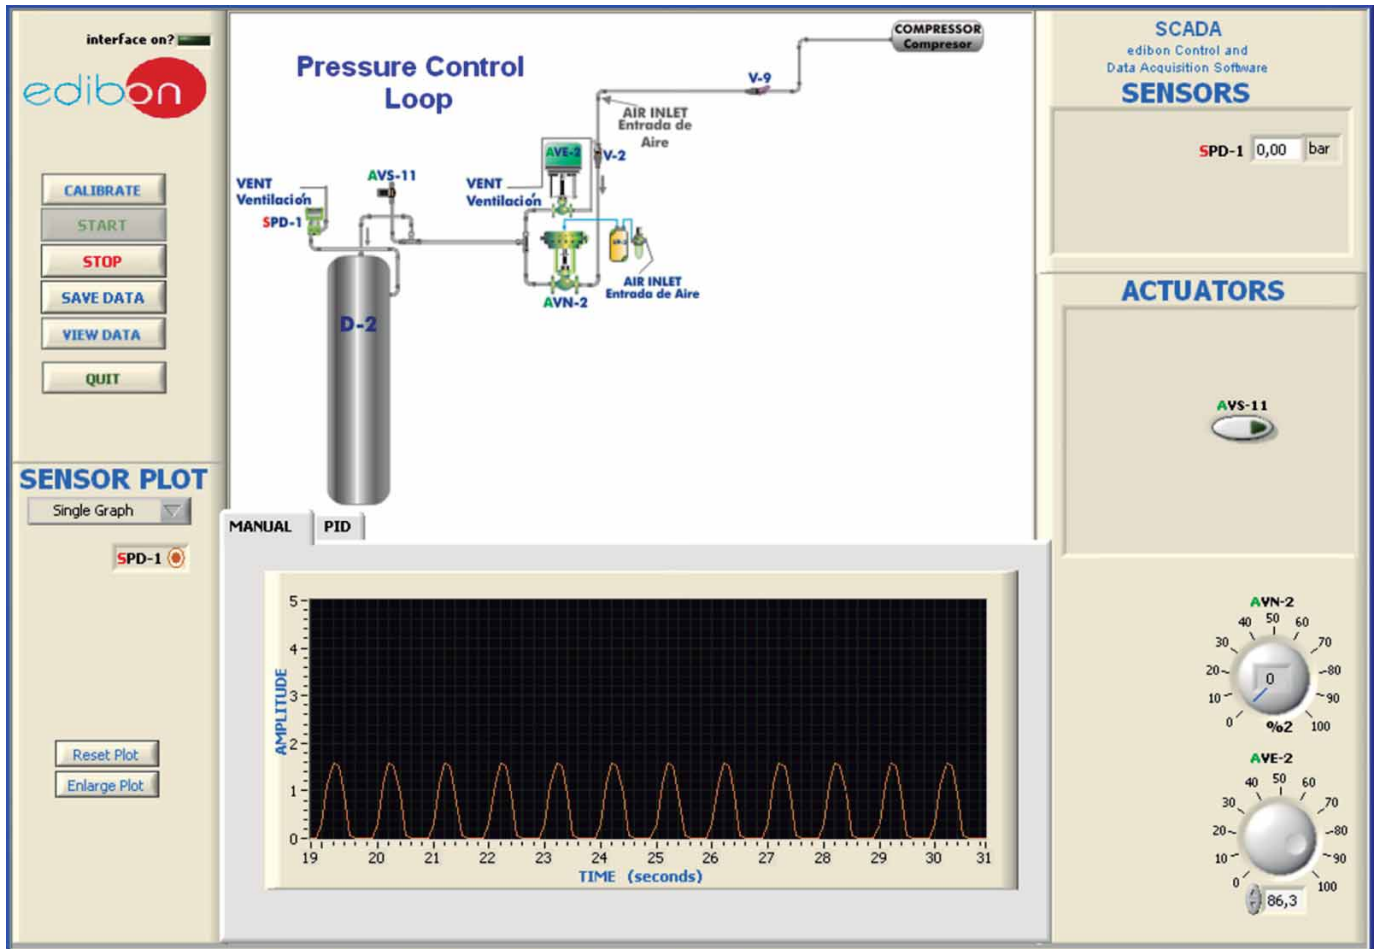 interface on?
edibon
CALIBRATE
START
STOP
SAVE DATA
VIEW DATA
QUIT
SENSOR PLOT
Single Graph
SPD-1
Reset Plot
Enlarge Plot
Pressure Control
Loop
COMPRESSOR
Compresor
V-9
AIR INLET
Entrada de
Aire
AVE-2
V-2
AVS-11
VENT
Ventilación
SPD-1
VENT
Ventilación
AIR INLET
Entrada de Aire
AVN-2
D-2
MANUAL
PID
5
4
3
2
1
0
AMPLITUDE
19 20 21 22 23 24 25 26 27 28 29 30 31
TIME (seconds)
SCADA
edibon Control and
Data Acquisition Software
SENSORS
SPD-1 0,00 bar
ACTUATORS
AVS-11
AVN-2
0 10 20 30 40 50 60 70 80 90 100
0
%2
AVE-2
0 10 20 30 40 50 60 70 80 90 100
86,3